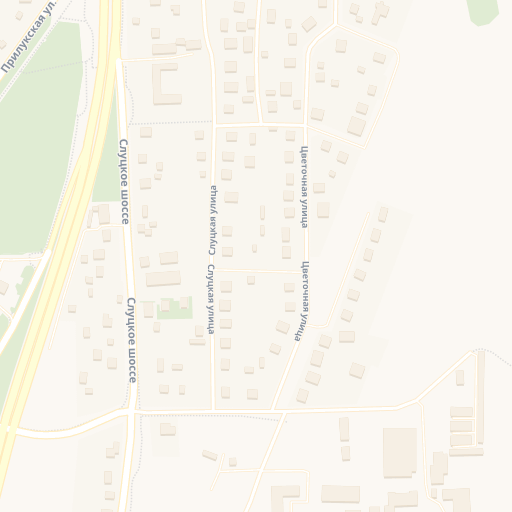 Прилукская ул.
Слуцкое шоссе
Цветочная улица
Слуцкая улица
Слуцкая улица
Цветочная улица
Слуцкое шоссе